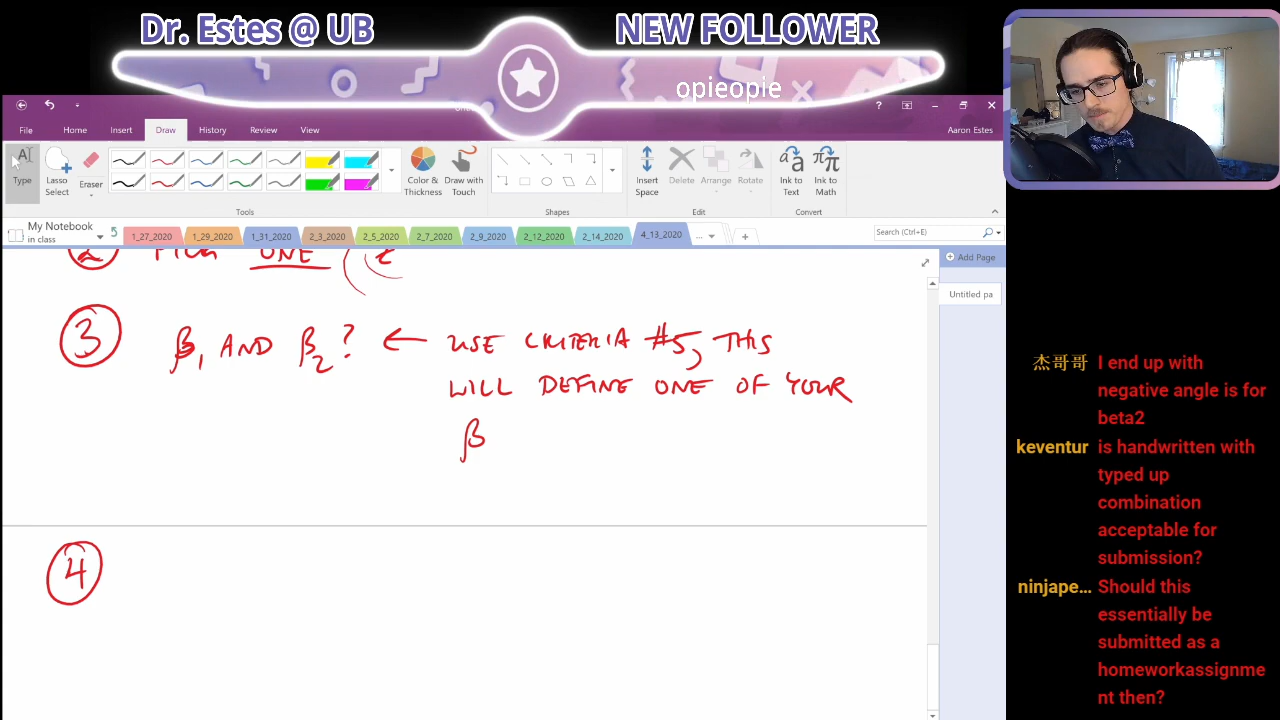 Dr. Estes @ UB
NEW FOLLOWER
opieopie
File Home Insert Draw History Review View
Aaron Estes
Type
Lasso Select
Eraser
Color & Thickness
Draw with Touch
Insert Space
Delete
Arrange
Rotate
Ink to Text
Ink to Math
Tools
Shapes
Edit
Convert
My Notebook
in class
1_27_2020 1_29_2020 1_31_2020 2_3_2020 2_5_2020 2_7_2020 2_9_2020 2_12_2020 2_14_2020 4_13_2020 ...
Search (Ctrl+E)
Add Page
Untitled pa
2 PICK ONE
3 β1 AND β2? ← USE CRITERIA #5, THIS
WILL DEFINE ONE OF YOUR
β
4
杰哥哥 I end up with
negative angle is for
beta2
keventur is handwritten with
typed up
combination
acceptable for
submission?
ninjape... Should this
essentially be
submitted as a
homeworkassignme
nt then?